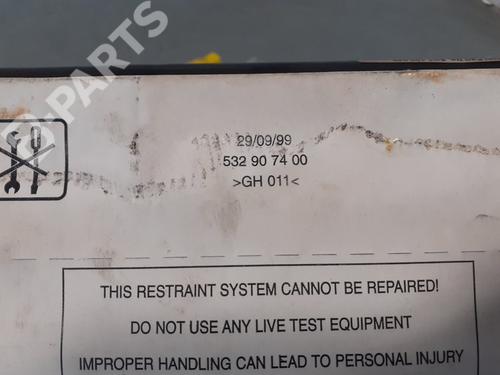 B PARTS
29/09/99
532 90 74 00
>GH 011<
THIS RESTRAINT SYSTEM CANNOT BE REPAIRED!
DO NOT USE ANY LIVE TEST EQUIPMENT
IMPROPER HANDLING CAN LEAD TO PERSONAL INJURY